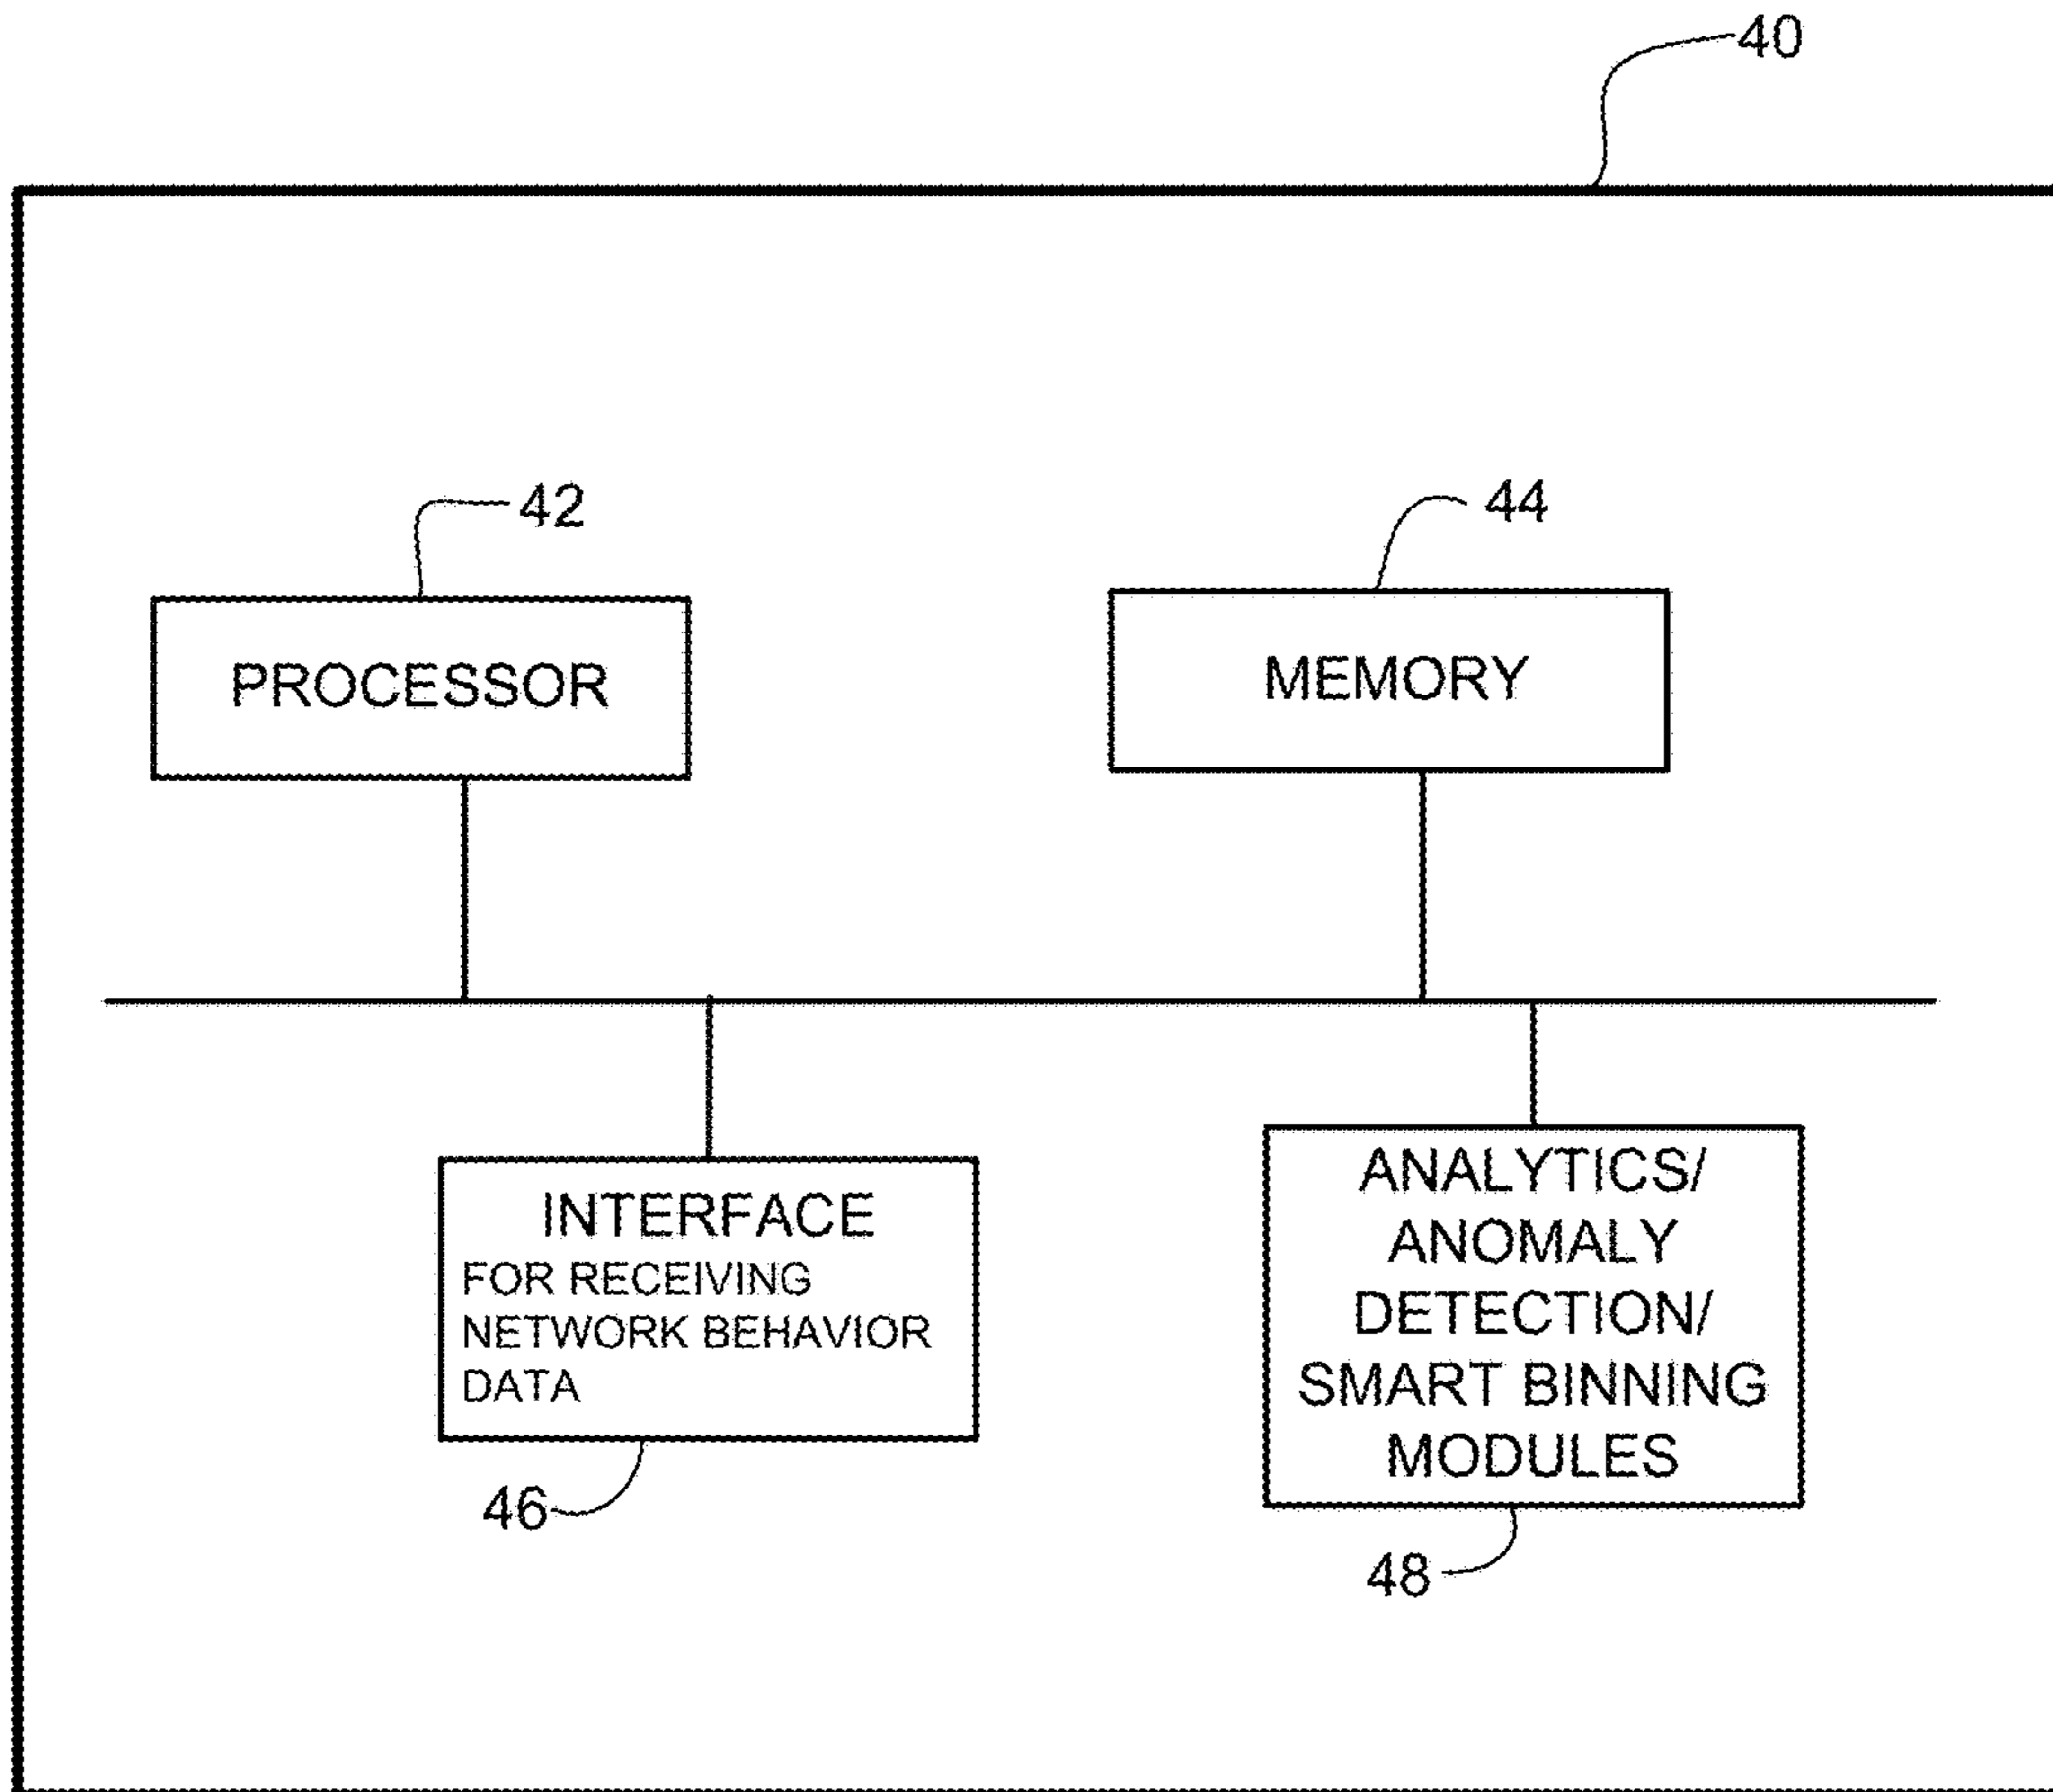 40
42
44
PROCESSOR
MEMORY
INTERFACE
FOR RECEIVING
NETWORK BEHAVIOR
DATA
46
ANALYTICS/
ANOMALY
DETECTION/
SMART BINNING
MODULES
48